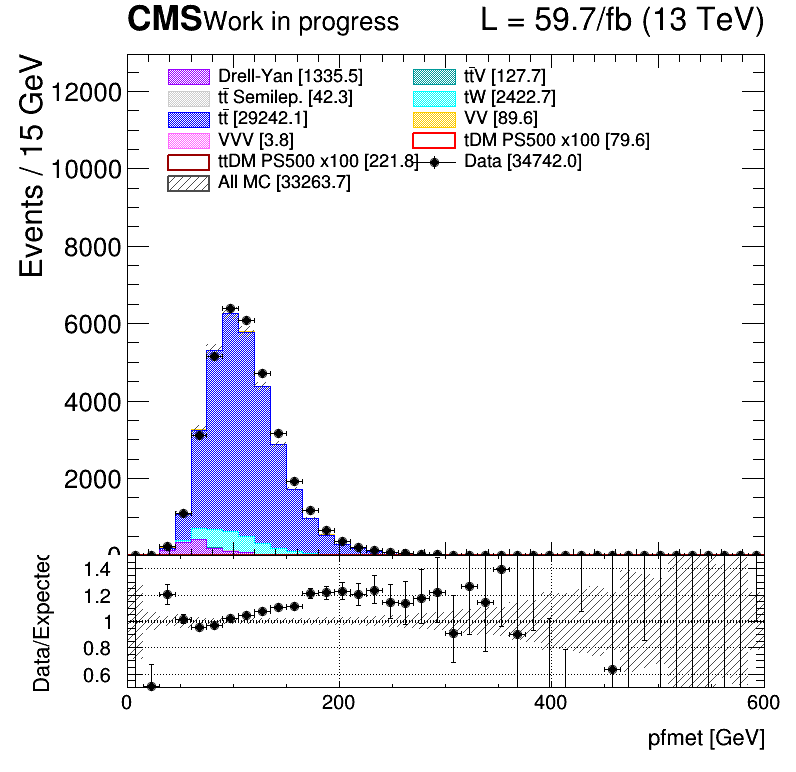 CMS Work in progress L = 59.7/fb (13 TeV)
Events / 15 GeV
12000
10000
8000
6000
4000
2000
0
Drell-Yan [1335.5]
tt̄ Semilep. [42.3]
tt̄ [29242.1]
VVV [3.8]
ttDM PS500 x100 [221.8]
All MC [33263.7]
tt̄V [127.7]
tW [2422.7]
VV [89.6]
tDM PS500 x100 [79.6]
Data [34742.0]
Data/Expected
1.4
1.2
1
0.8
0.6
0 200 400 600
pfmet [GeV]